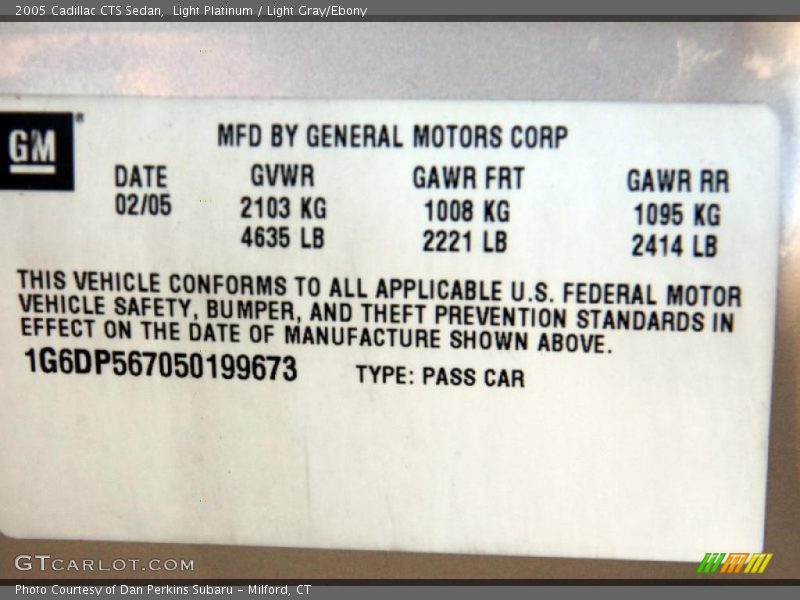 2005 Cadillac CTS Sedan,  Light Platinum / Light Gray/Ebony
GM®
MFD BY GENERAL MOTORS CORP
DATE GVWR GAWR FRT GAWR RR
02/05 2103 KG 1008 KG 1095 KG
4635 LB 2221 LB 2414 LB
THIS VEHICLE CONFORMS TO ALL APPLICABLE U.S. FEDERAL MOTOR
VEHICLE SAFETY, BUMPER, AND THEFT PREVENTION STANDARDS IN
EFFECT ON THE DATE OF MANUFACTURE SHOWN ABOVE.
1G6DP567050199673 TYPE: PASS CAR
GTCARLOT.COM
Photo Courtesy of Dan Perkins Subaru - Milford, CT